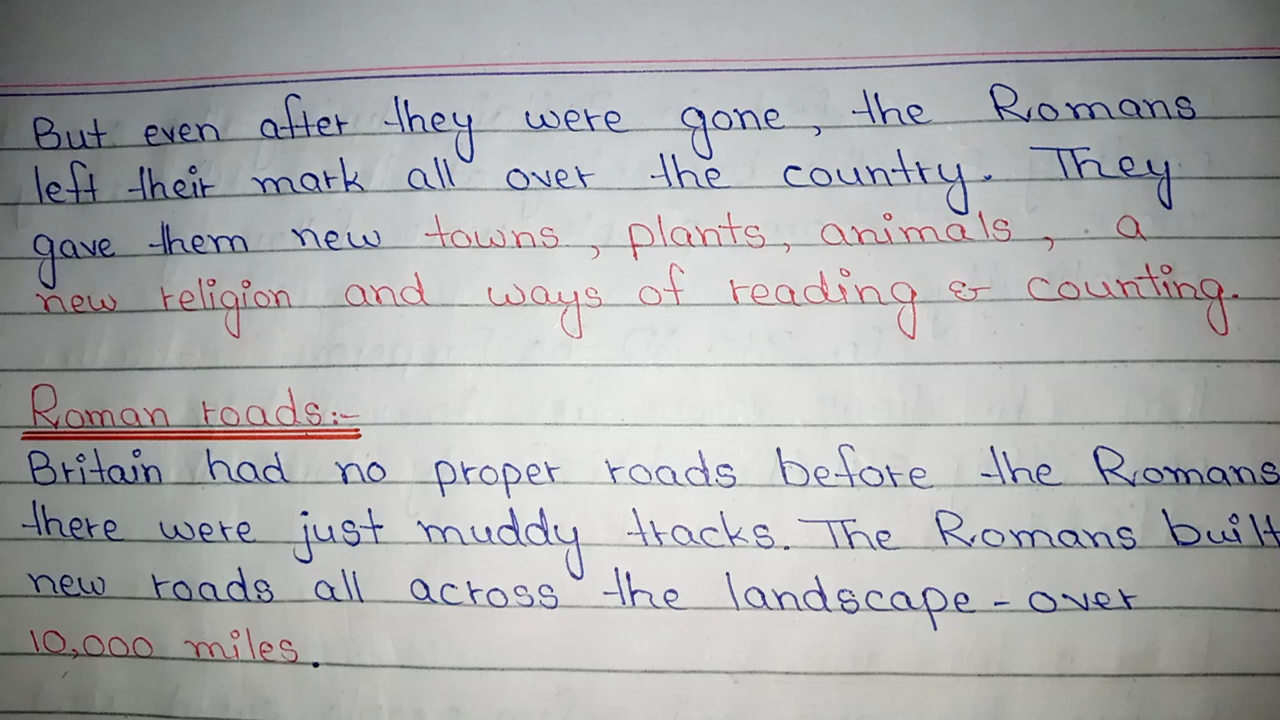 But even after they were gone, the Romans
left their mark all over the country. They
gave them new towns, plants, animals, a
new religion and ways of reading & counting.
Roman roads:-
Britain had no proper roads before the Romans
there were just muddy tracks. The Romans built
new roads all across the landscape - over
10,000 miles.